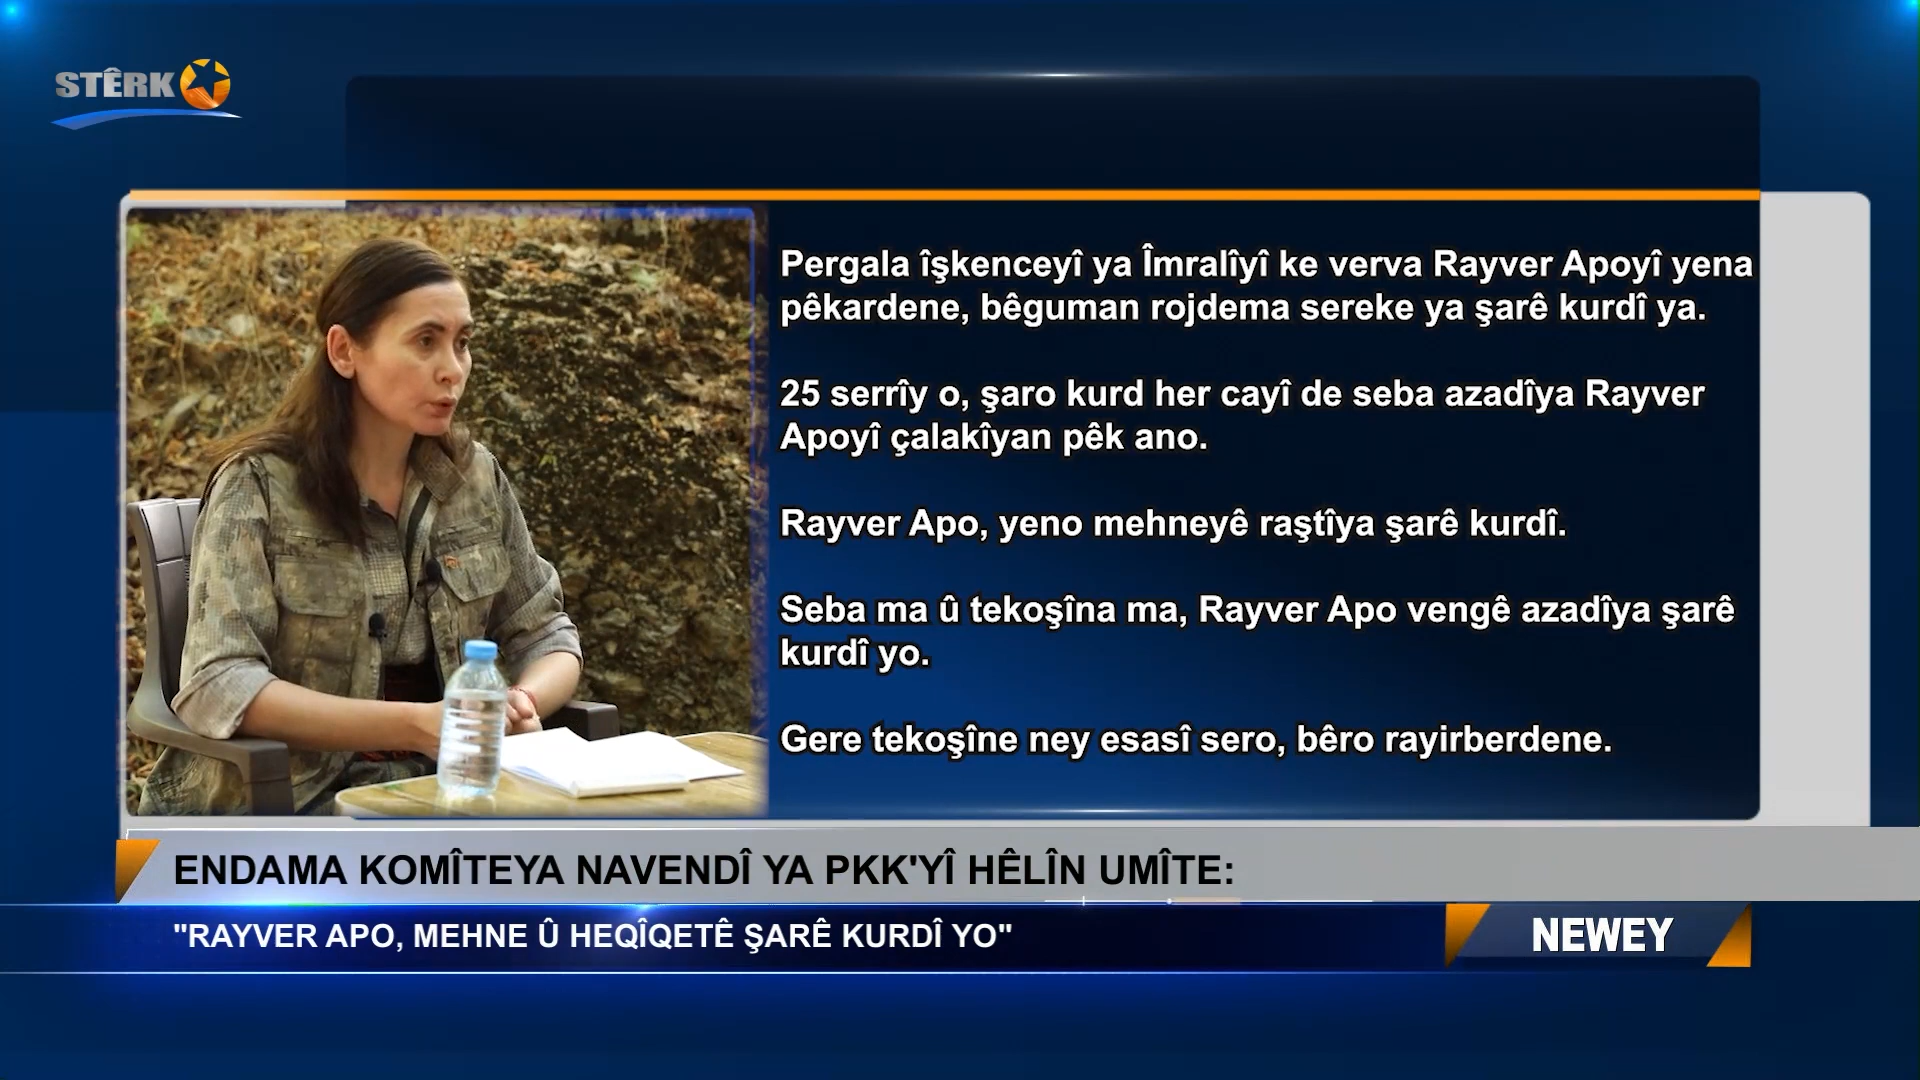 STÊRK
Pergala îşkenceyî ya Îmralîyî ke verva Rayver Apoyî yena
pêkardene, bêguman rojdema sereke ya şarê kurdî ya.
25 serrîy o, şaro kurd her cayî de seba azadîya Rayver
Apoyî çalakîyan pêk ano.
Rayver Apo, yeno mehneyê raştîya şarê kurdî.
Seba ma û tekoşîna ma, Rayver Apo vengê azadîya şarê
kurdî yo.
Gere tekoşîne ney esasî sero, bêro rayirberdene.
ENDAMA KOMÎTEYA NAVENDÎ YA PKK'YÎ HÊLÎN UMÎTE:
"RAYVER APO, MEHNE Û HEQÎQETÊ ŞARÊ KURDÎ YO"
NEWEY